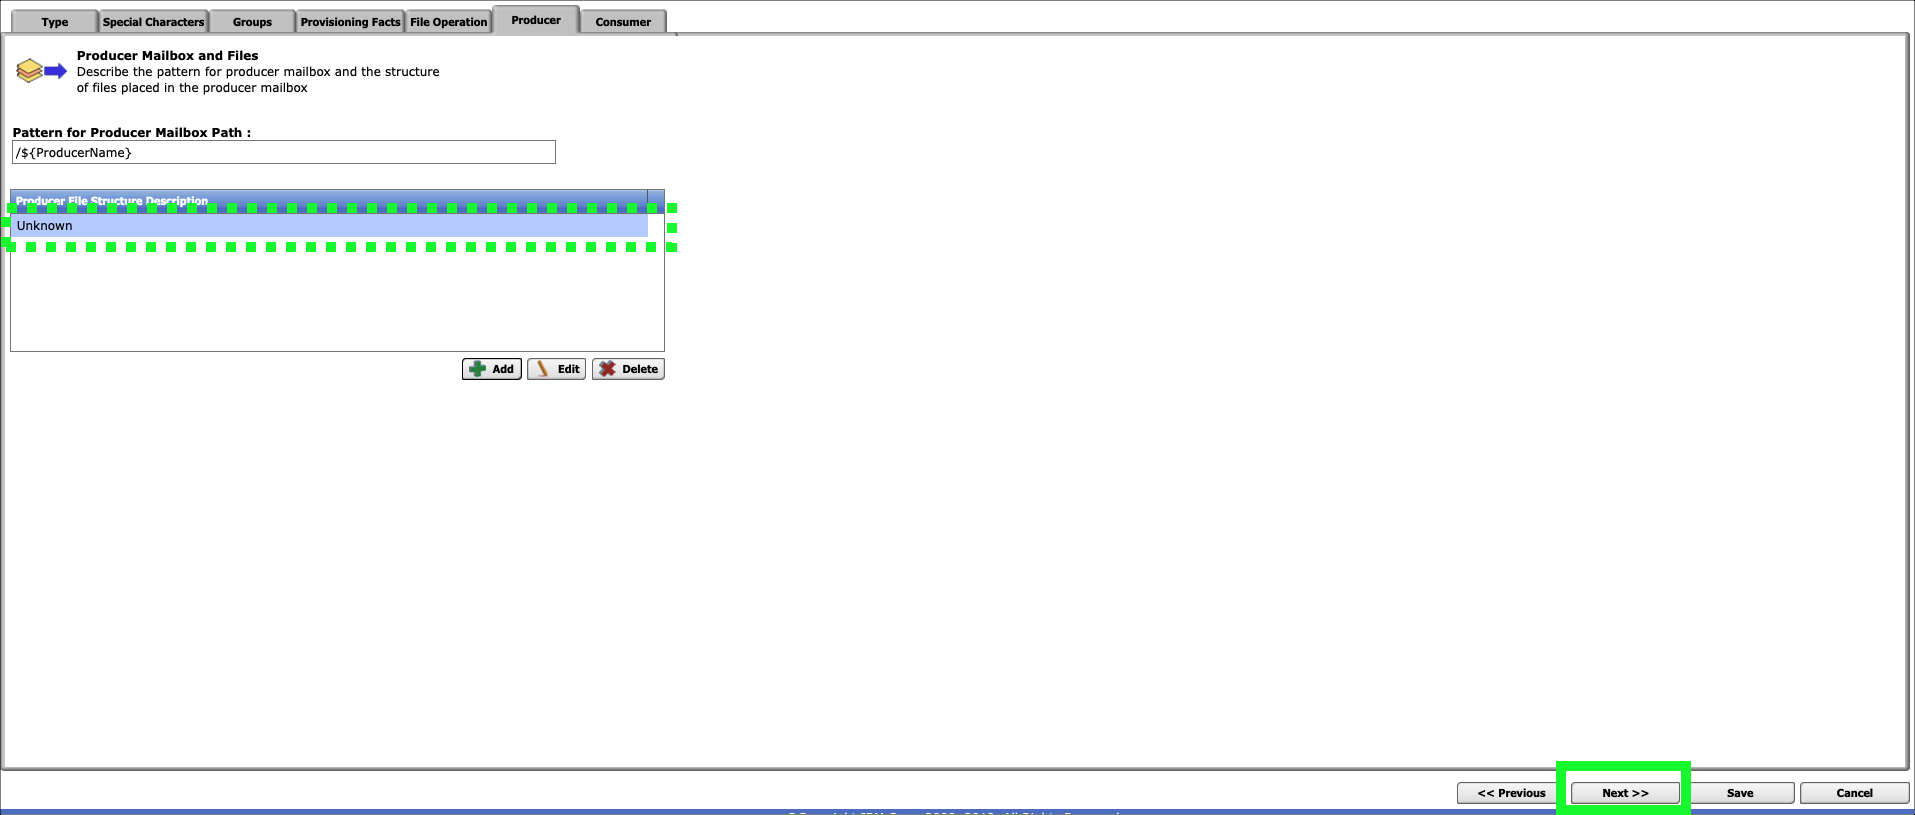 Type Special Characters Groups Provisioning Facts File Operation Producer Consumer
Producer Mailbox and Files
Describe the pattern for producer mailbox and the structure
of files placed in the producer mailbox
Pattern for Producer Mailbox Path :
/${ProducerName}
Producer File Structure Description
Unknown
Add Edit Delete
<< Previous Next >> Save Cancel